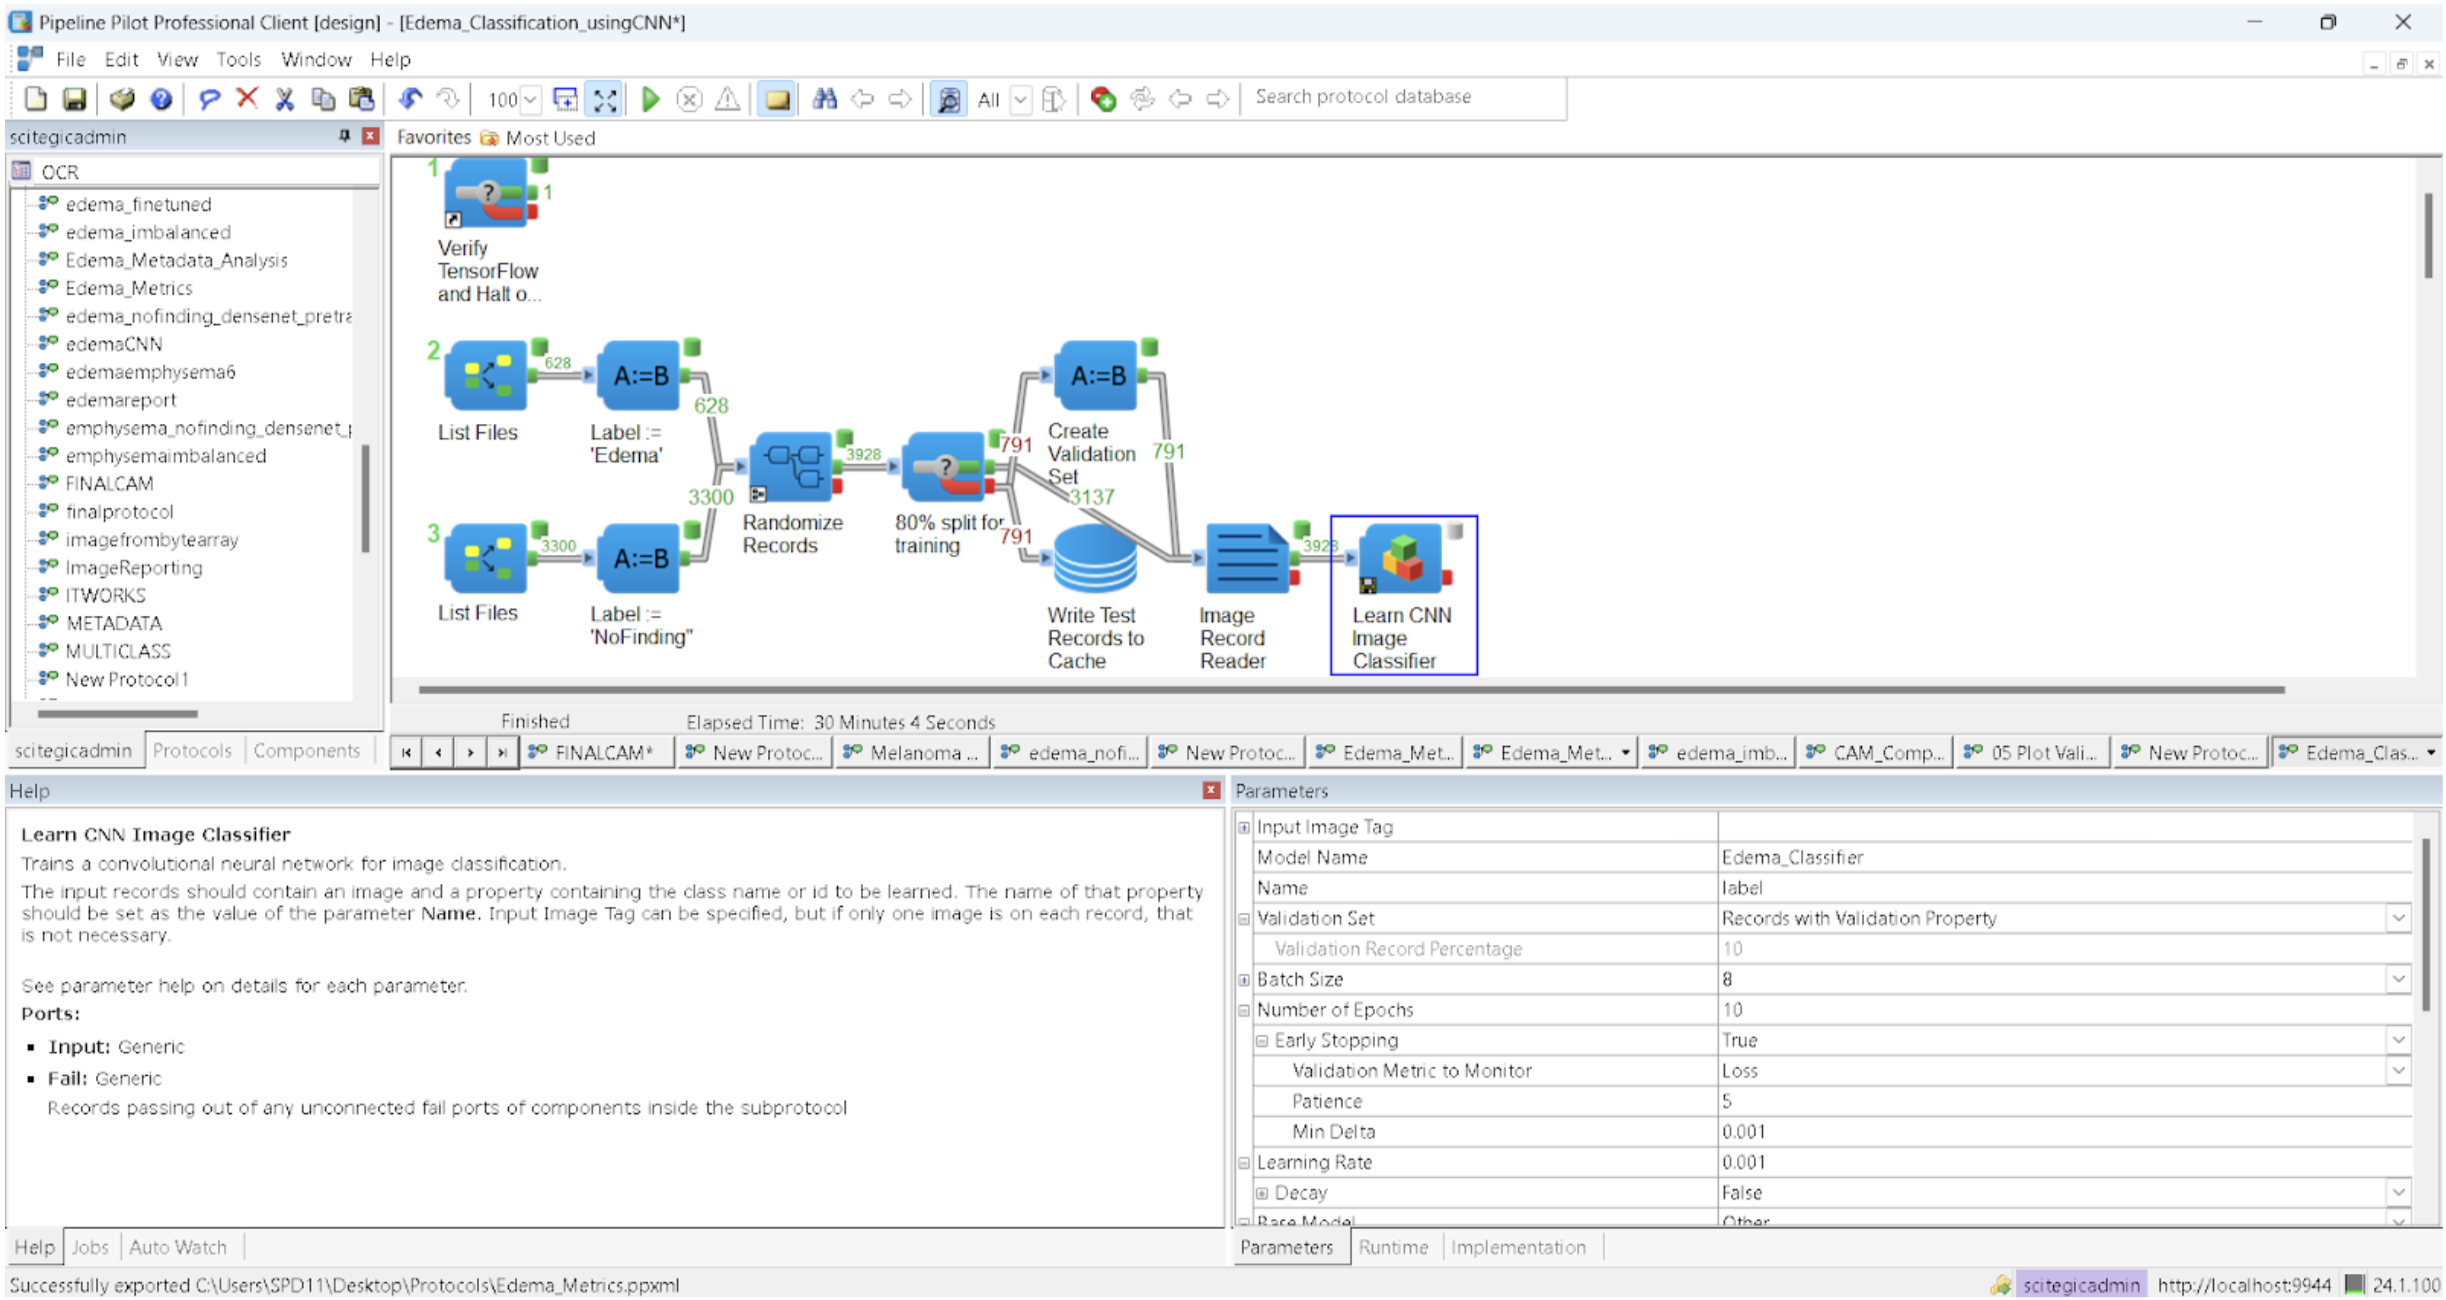 Pipeline Pilot Professional Client [design] - [Edema_Classification_usingCNN*]
File Edit View Tools Window Help
100 All Search protocol database
scitegicadmin
Favorites Most Used
OCR
edema_finetuned
edema_imbalanced
Edema_Metadata_Analysis
Edema_Metrics
edema_nofinding_densenet_pretra
edemaCNN
edemaemphysema6
edemareport
emphysema_nofinding_densenet_p
emphysemaimbalanced
FINALCAM
finalprotocol
imagefrombytearray
ImageReporting
ITWORKS
METADATA
MULTICLASS
New Protocol1
scitegicadmin Protocols Components
1
?
1
Verify
TensorFlow
and Halt o...
2
628
A:=B
628
List Files
Label :=
'Edema'
3
3300
A:=B
3300
List Files
Label :=
'NoFinding"
3928
Randomize
Records
?
80% split for
training
791
791
3137
A:=B
791
Create
Validation
Set
Write Test
Records to
Cache
3928
Image
Record
Reader
Learn CNN
Image
Classifier
Finished Elapsed Time: 30 Minutes 4 Seconds
FINALCAM* New Protoc... Melanoma ... edema_nofi... New Protoc... Edema_Met... Edema_Met... edema_imb... CAM_Comp... 05 Plot Vali... New Protoc... Edema_Clas...
Help
Learn CNN Image Classifier
Trains a convolutional neural network for image classification.
The input records should contain an image and a property containing the class name or id to be learned. The name of that property
should be set as the value of the parameter Name. Input Image Tag can be specified, but if only one image is on each record, that
is not necessary.
See parameter help on details for each parameter.
Ports:
Input: Generic
Fail: Generic
Records passing out of any unconnected fail ports of components inside the subprotocol
Help Jobs Auto Watch
Parameters
Input Image Tag
Model Name Edema_Classifier
Name label
Validation Set Records with Validation Property
Validation Record Percentage 10
Batch Size 8
Number of Epochs 10
Early Stopping True
Validation Metric to Monitor Loss
Patience 5
Min Delta 0.001
Learning Rate 0.001
Decay False
Base Model Other
Parameters Runtime Implementation
Successfully exported C:\Users\SPD11\Desktop\Protocols\Edema_Metrics.ppxml
scitegicadmin http://localhost:9944 24.1.100